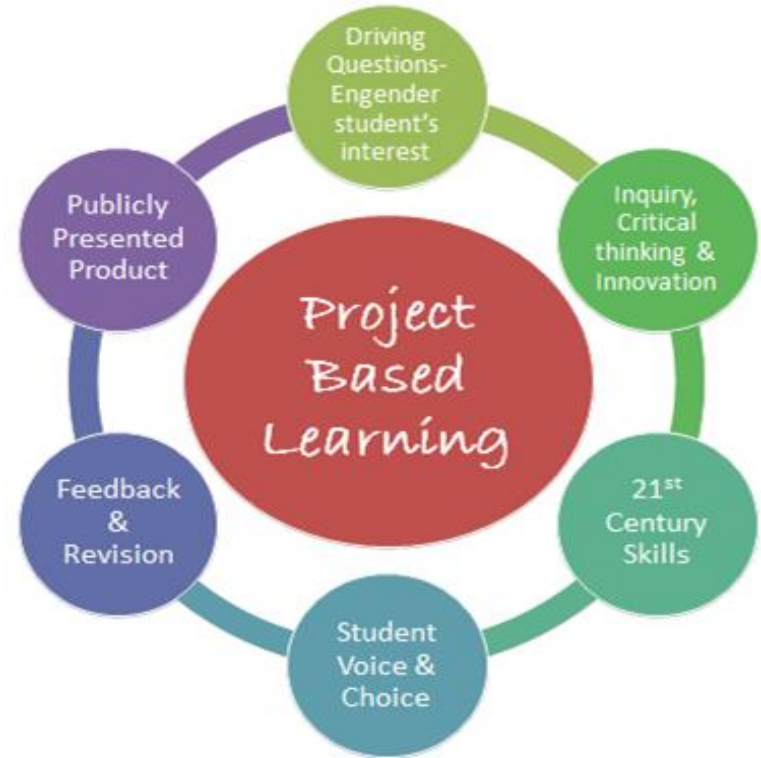 Driving
Questions-
Engender
student's
interest
Inquiry,
Critical
thinking &
Innovation
21st
Century
Skills
Student
Voice &
Choice
Feedback
&
Revision
Publicly
Presented
Product
Project
Based
Learning